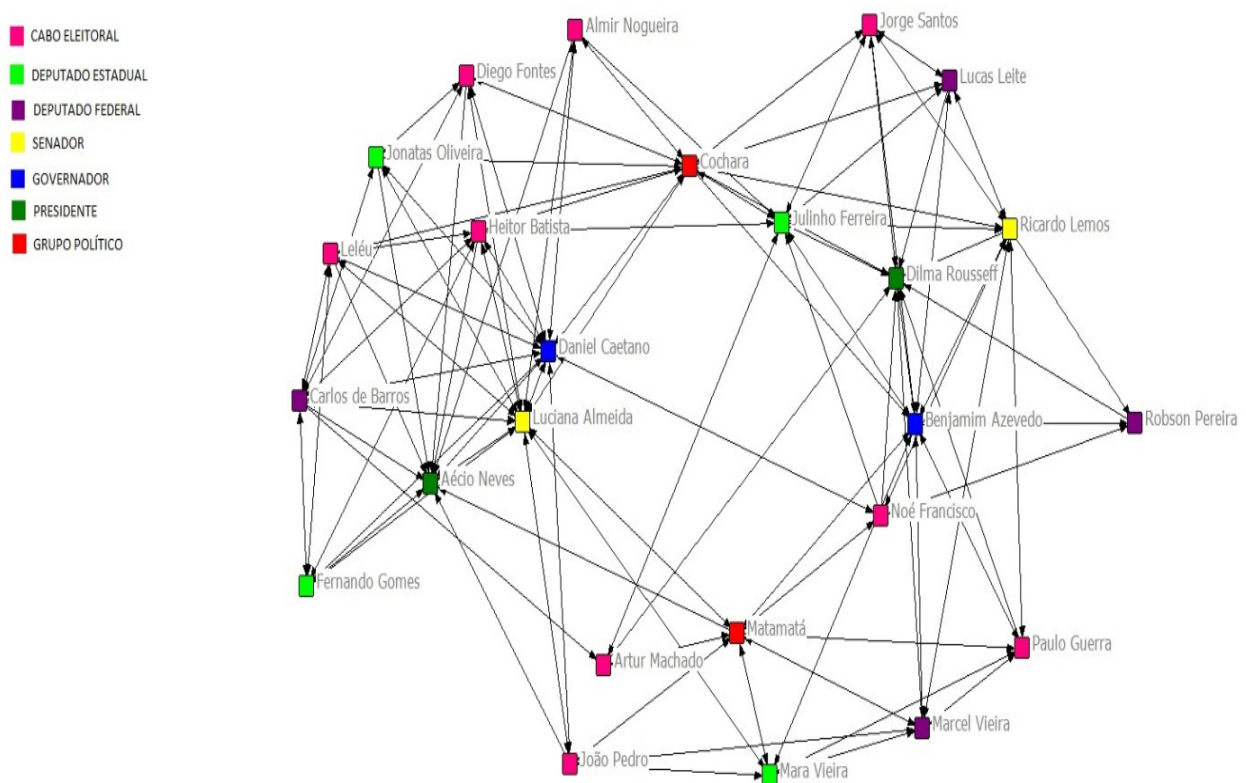 CABO ELEITORAL
DEPUTADO ESTADUAL
DEPUTADO FEDERAL
SENADOR
GOVERNADOR
PRESIDENTE
GRUPO POLÍTICO
Jorge Santos
Almir Nogueira
Diego Fontes
Lucas Leite
Jonatas Oliveira
Cochara
Julinho Ferreira
Ricardo Lemos
Heitor Batista
Leléu
Dilma Rousseff
Daniel Caetano
Carlos de Barros
Luciana Almeida
Benjamim Azevedo
Robson Pereira
Aécio Neves
Noé Francisco
Fernando Gomes
Matamatá
Paulo Guerra
Artur Machado
Marcel Vieira
João Pedro
Mara Vieira